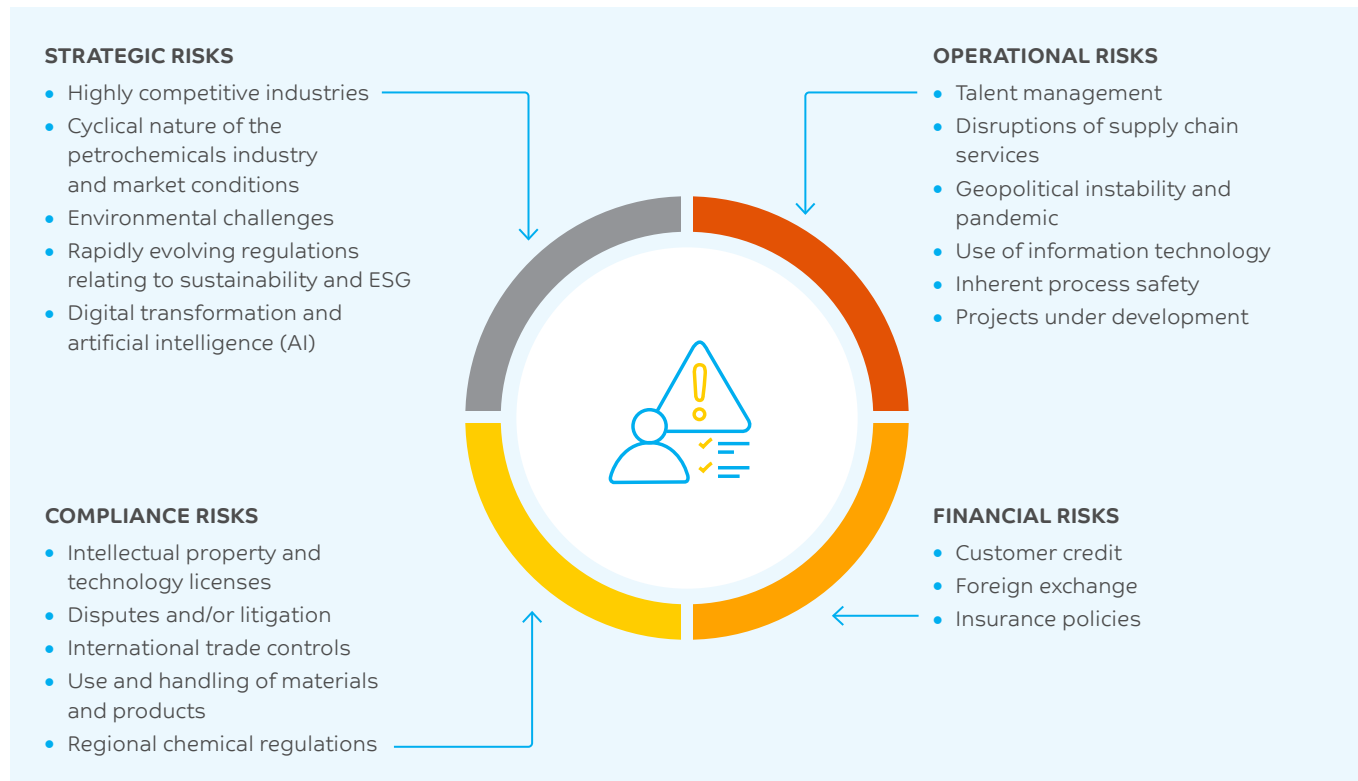 STRATEGIC RISKS
• Highly competitive industries
• Cyclical nature of the
petrochemicals industry
and market conditions
• Environmental challenges
• Rapidly evolving regulations
relating to sustainability and ESG
• Digital transformation and
artificial intelligence (AI)
OPERATIONAL RISKS
• Talent management
• Disruptions of supply chain
services
• Geopolitical instability and
pandemic
• Use of information technology
• Inherent process safety
• Projects under development
COMPLIANCE RISKS
• Intellectual property and
technology licenses
• Disputes and/or litigation
• International trade controls
• Use and handling of materials
and products
• Regional chemical regulations
FINANCIAL RISKS
• Customer credit
• Foreign exchange
• Insurance policies